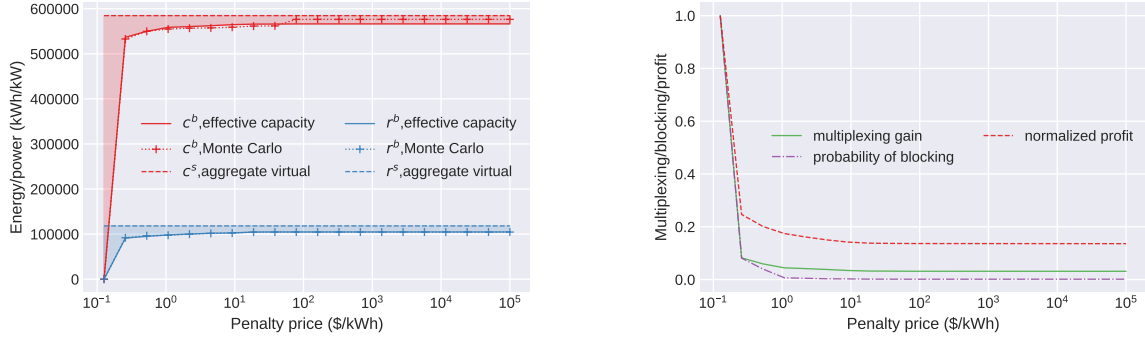 Energy/power (kWh/kW)
600000
500000
400000
300000
200000
100000
0
c^b,effective capacity
c^b,Monte Carlo
c^s,aggregate virtual
r^b,effective capacity
r^b,Monte Carlo
r^s,aggregate virtual
10^−1 10^0 10^1 10^2 10^3 10^4 10^5
Penalty price ($/kWh)
Multiplexing/blocking/profit
1.0
0.8
0.6
0.4
0.2
0.0
multiplexing gain
probability of blocking
normalized profit
10^−1 10^0 10^1 10^2 10^3 10^4 10^5
Penalty price ($/kWh)